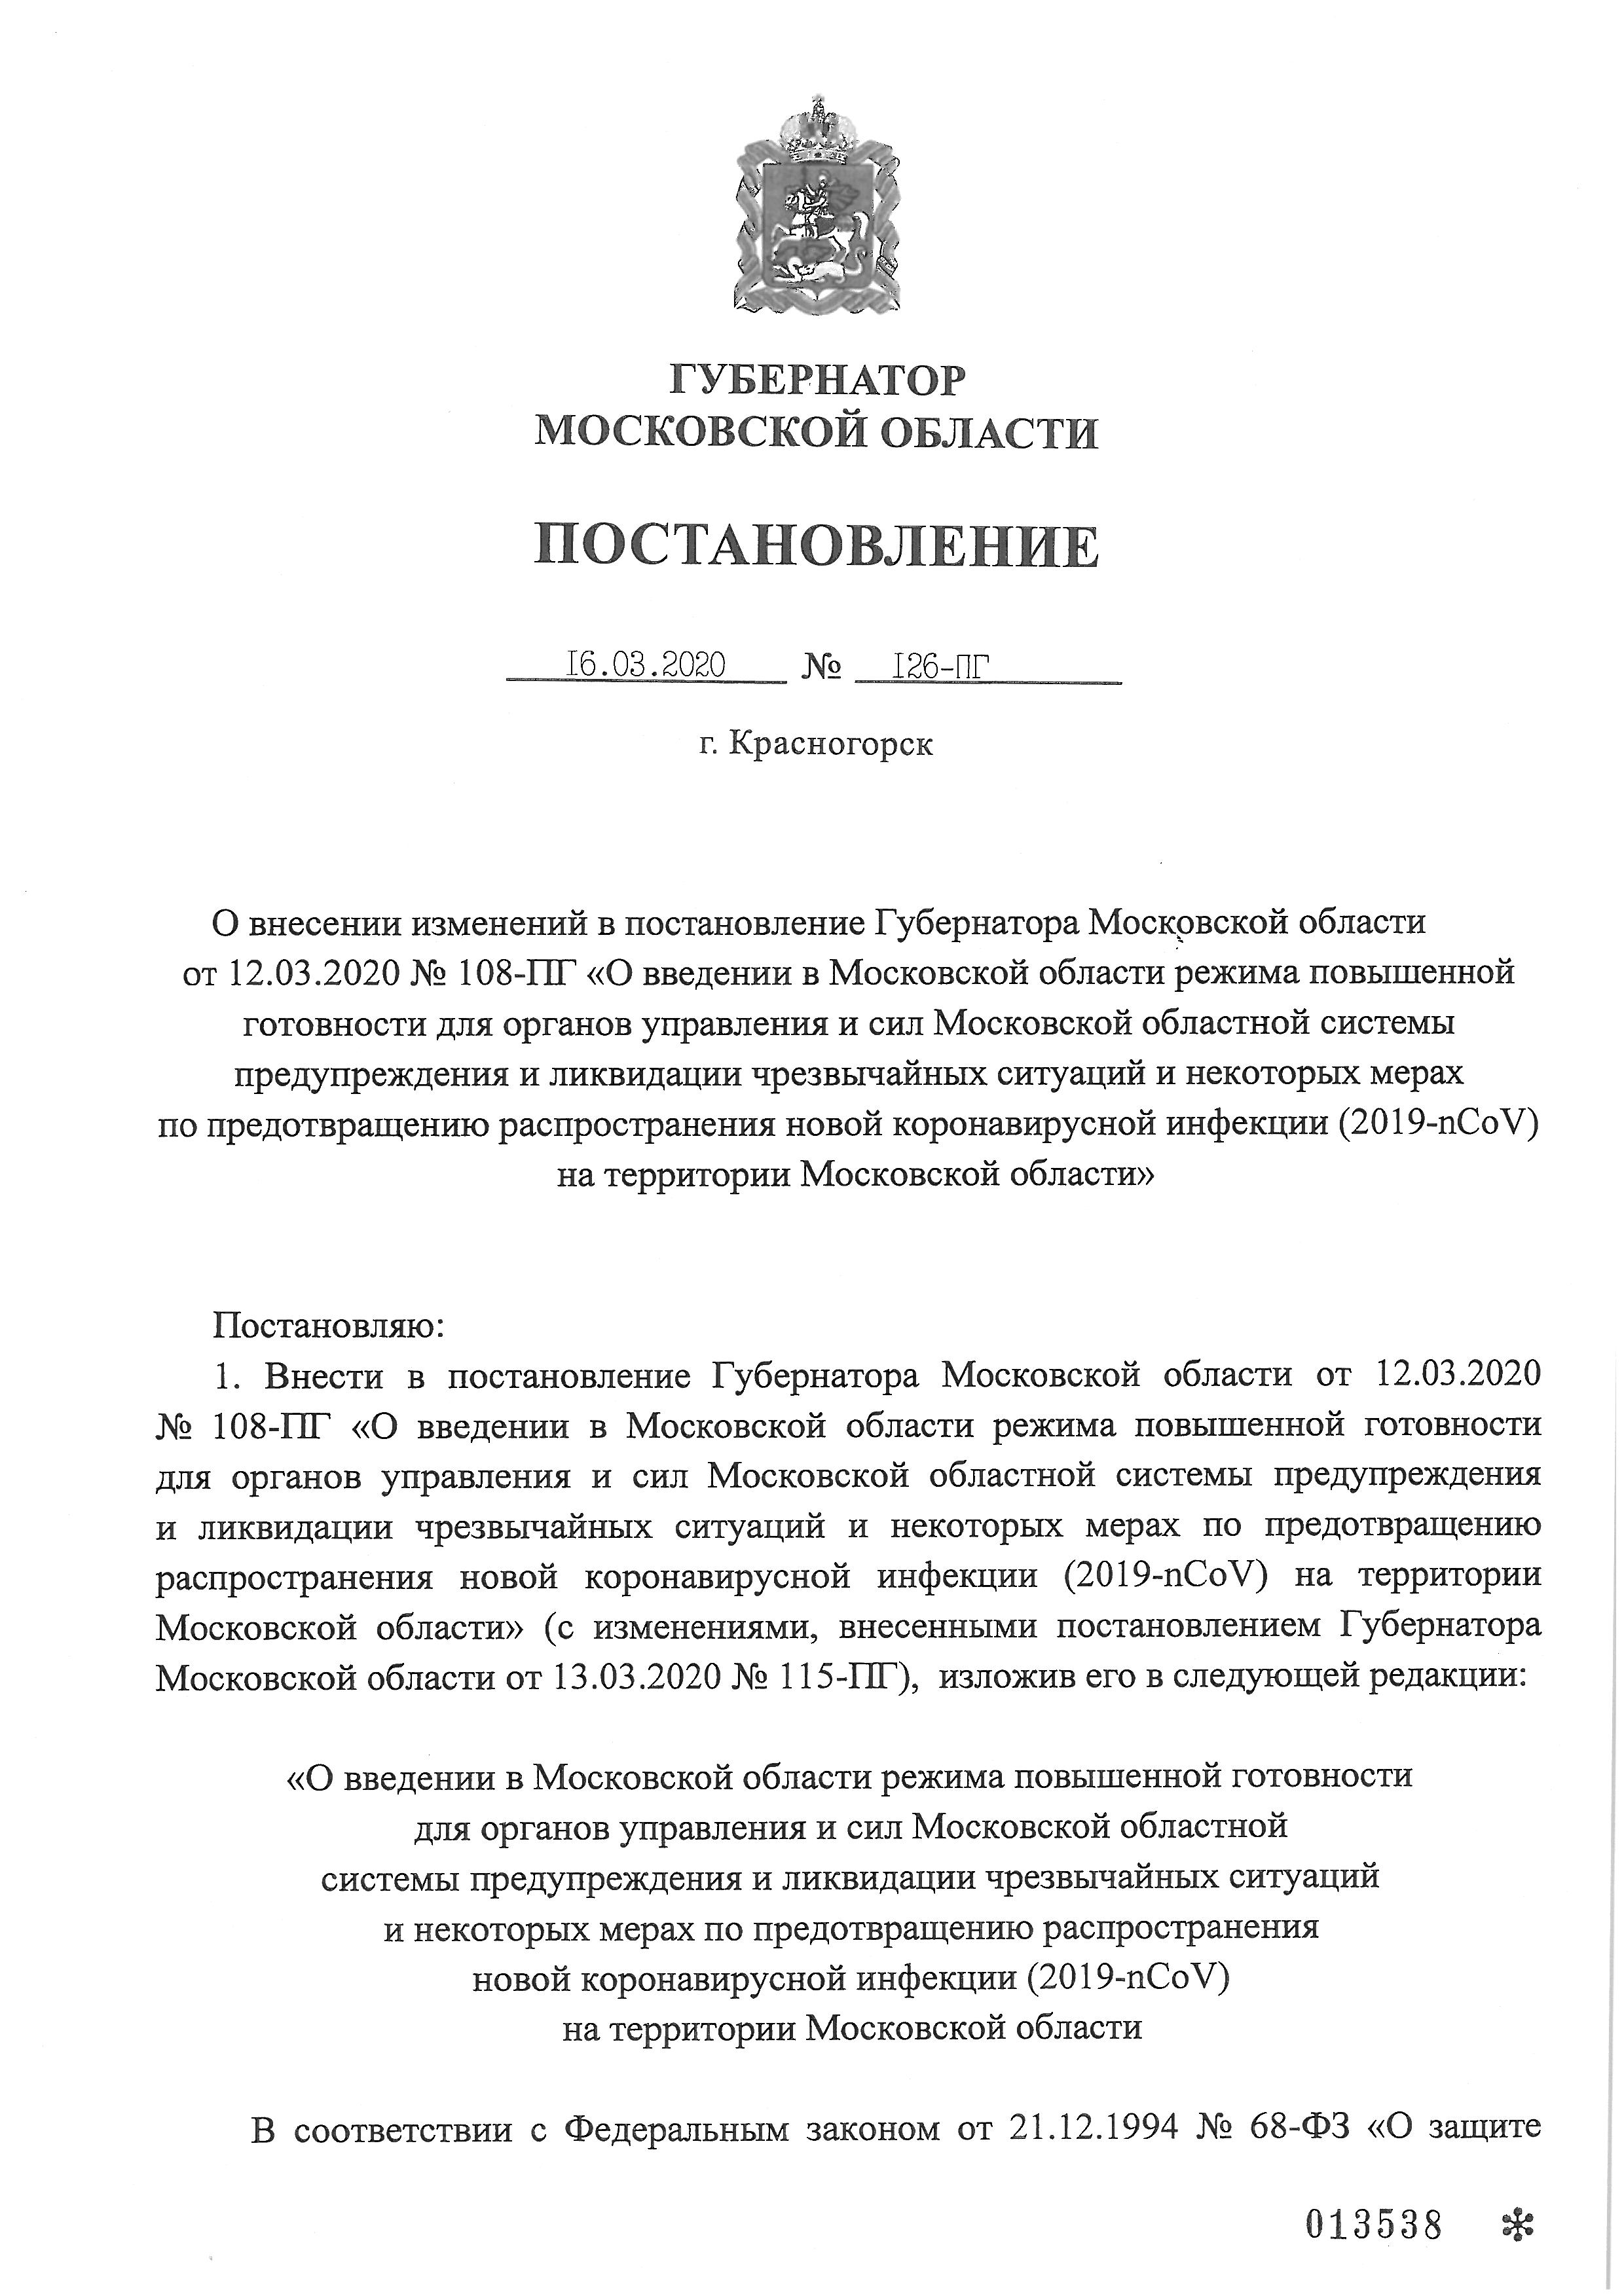 ГУБЕРНАТОР
МОСКОВСКОЙ ОБЛАСТИ
ПОСТАНОВЛЕНИЕ
I6.03.2020 № I26-ПГ
г. Красногорск
О внесении изменений в постановление Губернатора Московской области
от 12.03.2020 № 108-ПГ «О введении в Московской области режима повышенной
готовности для органов управления и сил Московской областной системы
предупреждения и ликвидации чрезвычайных ситуаций и некоторых мерах
по предотвращению распространения новой коронавирусной инфекции (2019-nCoV)
на территории Московской области»
Постановляю:
1. Внести в постановление Губернатора Московской области от 12.03.2020
№ 108-ПГ «О введении в Московской области режима повышенной готовности
для органов управления и сил Московской областной системы предупреждения
и ликвидации чрезвычайных ситуаций и некоторых мерах по предотвращению
распространения новой коронавирусной инфекции (2019-nCoV) на территории
Московской области» (с изменениями, внесенными постановлением Губернатора
Московской области от 13.03.2020 № 115-ПГ), изложив его в следующей редакции:
«О введении в Московской области режима повышенной готовности
для органов управления и сил Московской областной
системы предупреждения и ликвидации чрезвычайных ситуаций
и некоторых мерах по предотвращению распространения
новой коронавирусной инфекции (2019-nCoV)
на территории Московской области
В соответствии с Федеральным законом от 21.12.1994 № 68-ФЗ «О защите
013538 *